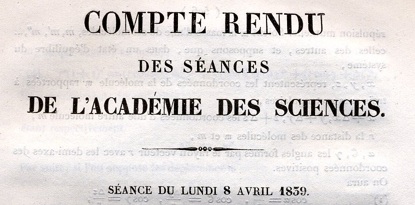 COMPTE RENDU
DES SÉANCES
DE L'ACADÉMIE DES SCIENCES.
SÉANCE DU LUNDI 8 AVRIL 1839.